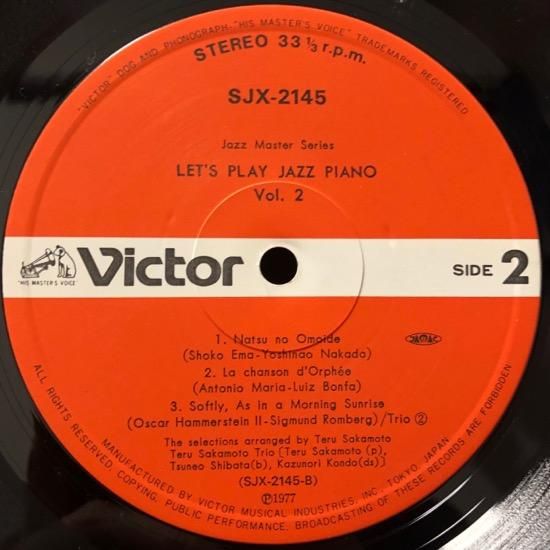 "VICTOR" DOG AND PHONOGRAPH-"HIS MASTER'S VOICE" TRADEMARKS REGISTERED
STEREO 33 1/3 r.p.m.
SJX-2145
Jazz Master Series
LET'S PLAY JAZZ PIANO
Vol. 2
"HIS MASTER'S VOICE"
Victor
SIDE 2
1. Natsu no Omoide
(Shoko Ema-Yoshinao Nakada)
JASRAC
2. La chanson d'Orphée
(Antonio Maria-Luiz Bonfa)
3. Softly, As in a Morning Sunrise
(Oscar Hammerstein II-Sigmund Romberg)/Trio ②
The selections arranged by Teru Sakamoto
Teru Sakamoto Trio [Teru Sakamoto (p),
Tsuneo Shibata(b), Kazunori Kondo(ds)]
(SJX-2145-B)
℗1977
ALL RIGHTS RESERVED. COPYING, PUBLIC PERFORMANCE, BROADCASTING OF THESE RECORDS ARE FORBIDDEN
MANUFACTURED BY VICTOR MUSICAL INDUSTRIES, INC. TOKYO, JAPAN